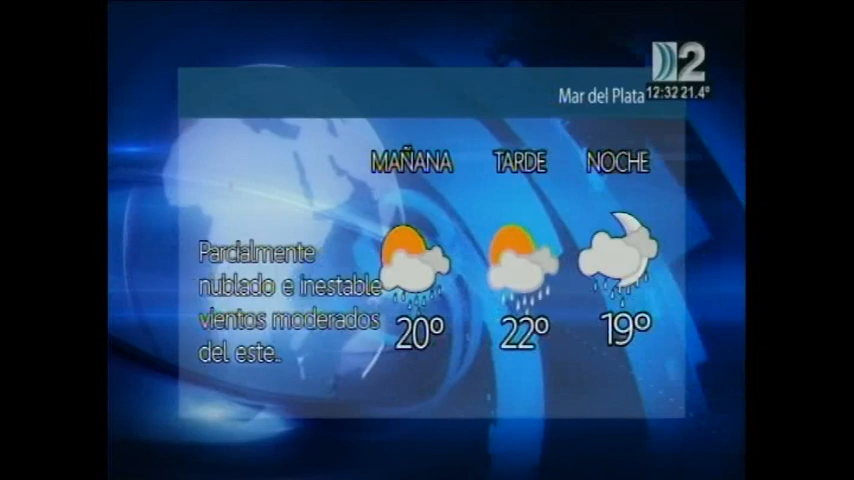 2
Mar del Plata
12:32 21.4º
MAÑANA TARDE NOCHE
Parcialmente
nublado e inestable
vientos moderados
del este..
20º 22º 19º